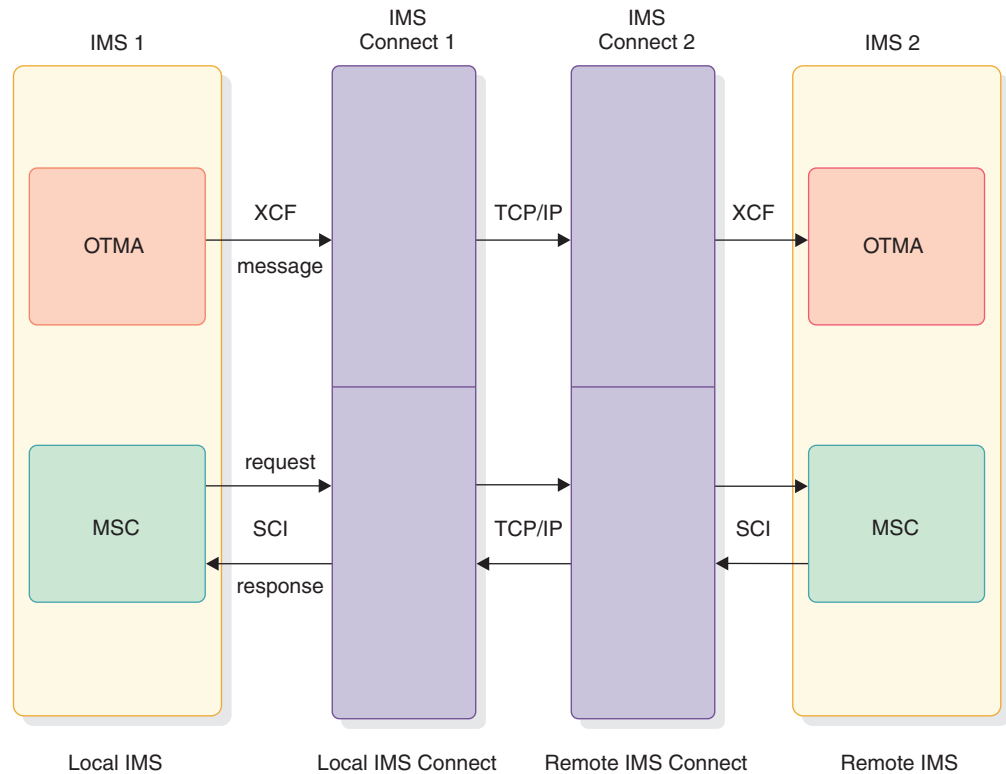 IMS 1
IMS
Connect 1
IMS
Connect 2
IMS 2
OTMA
XCF
message
TCP/IP
XCF
OTMA
MSC
request
SCI
response
TCP/IP
SCI
MSC
Local IMS
Local IMS Connect
Remote IMS Connect
Remote IMS